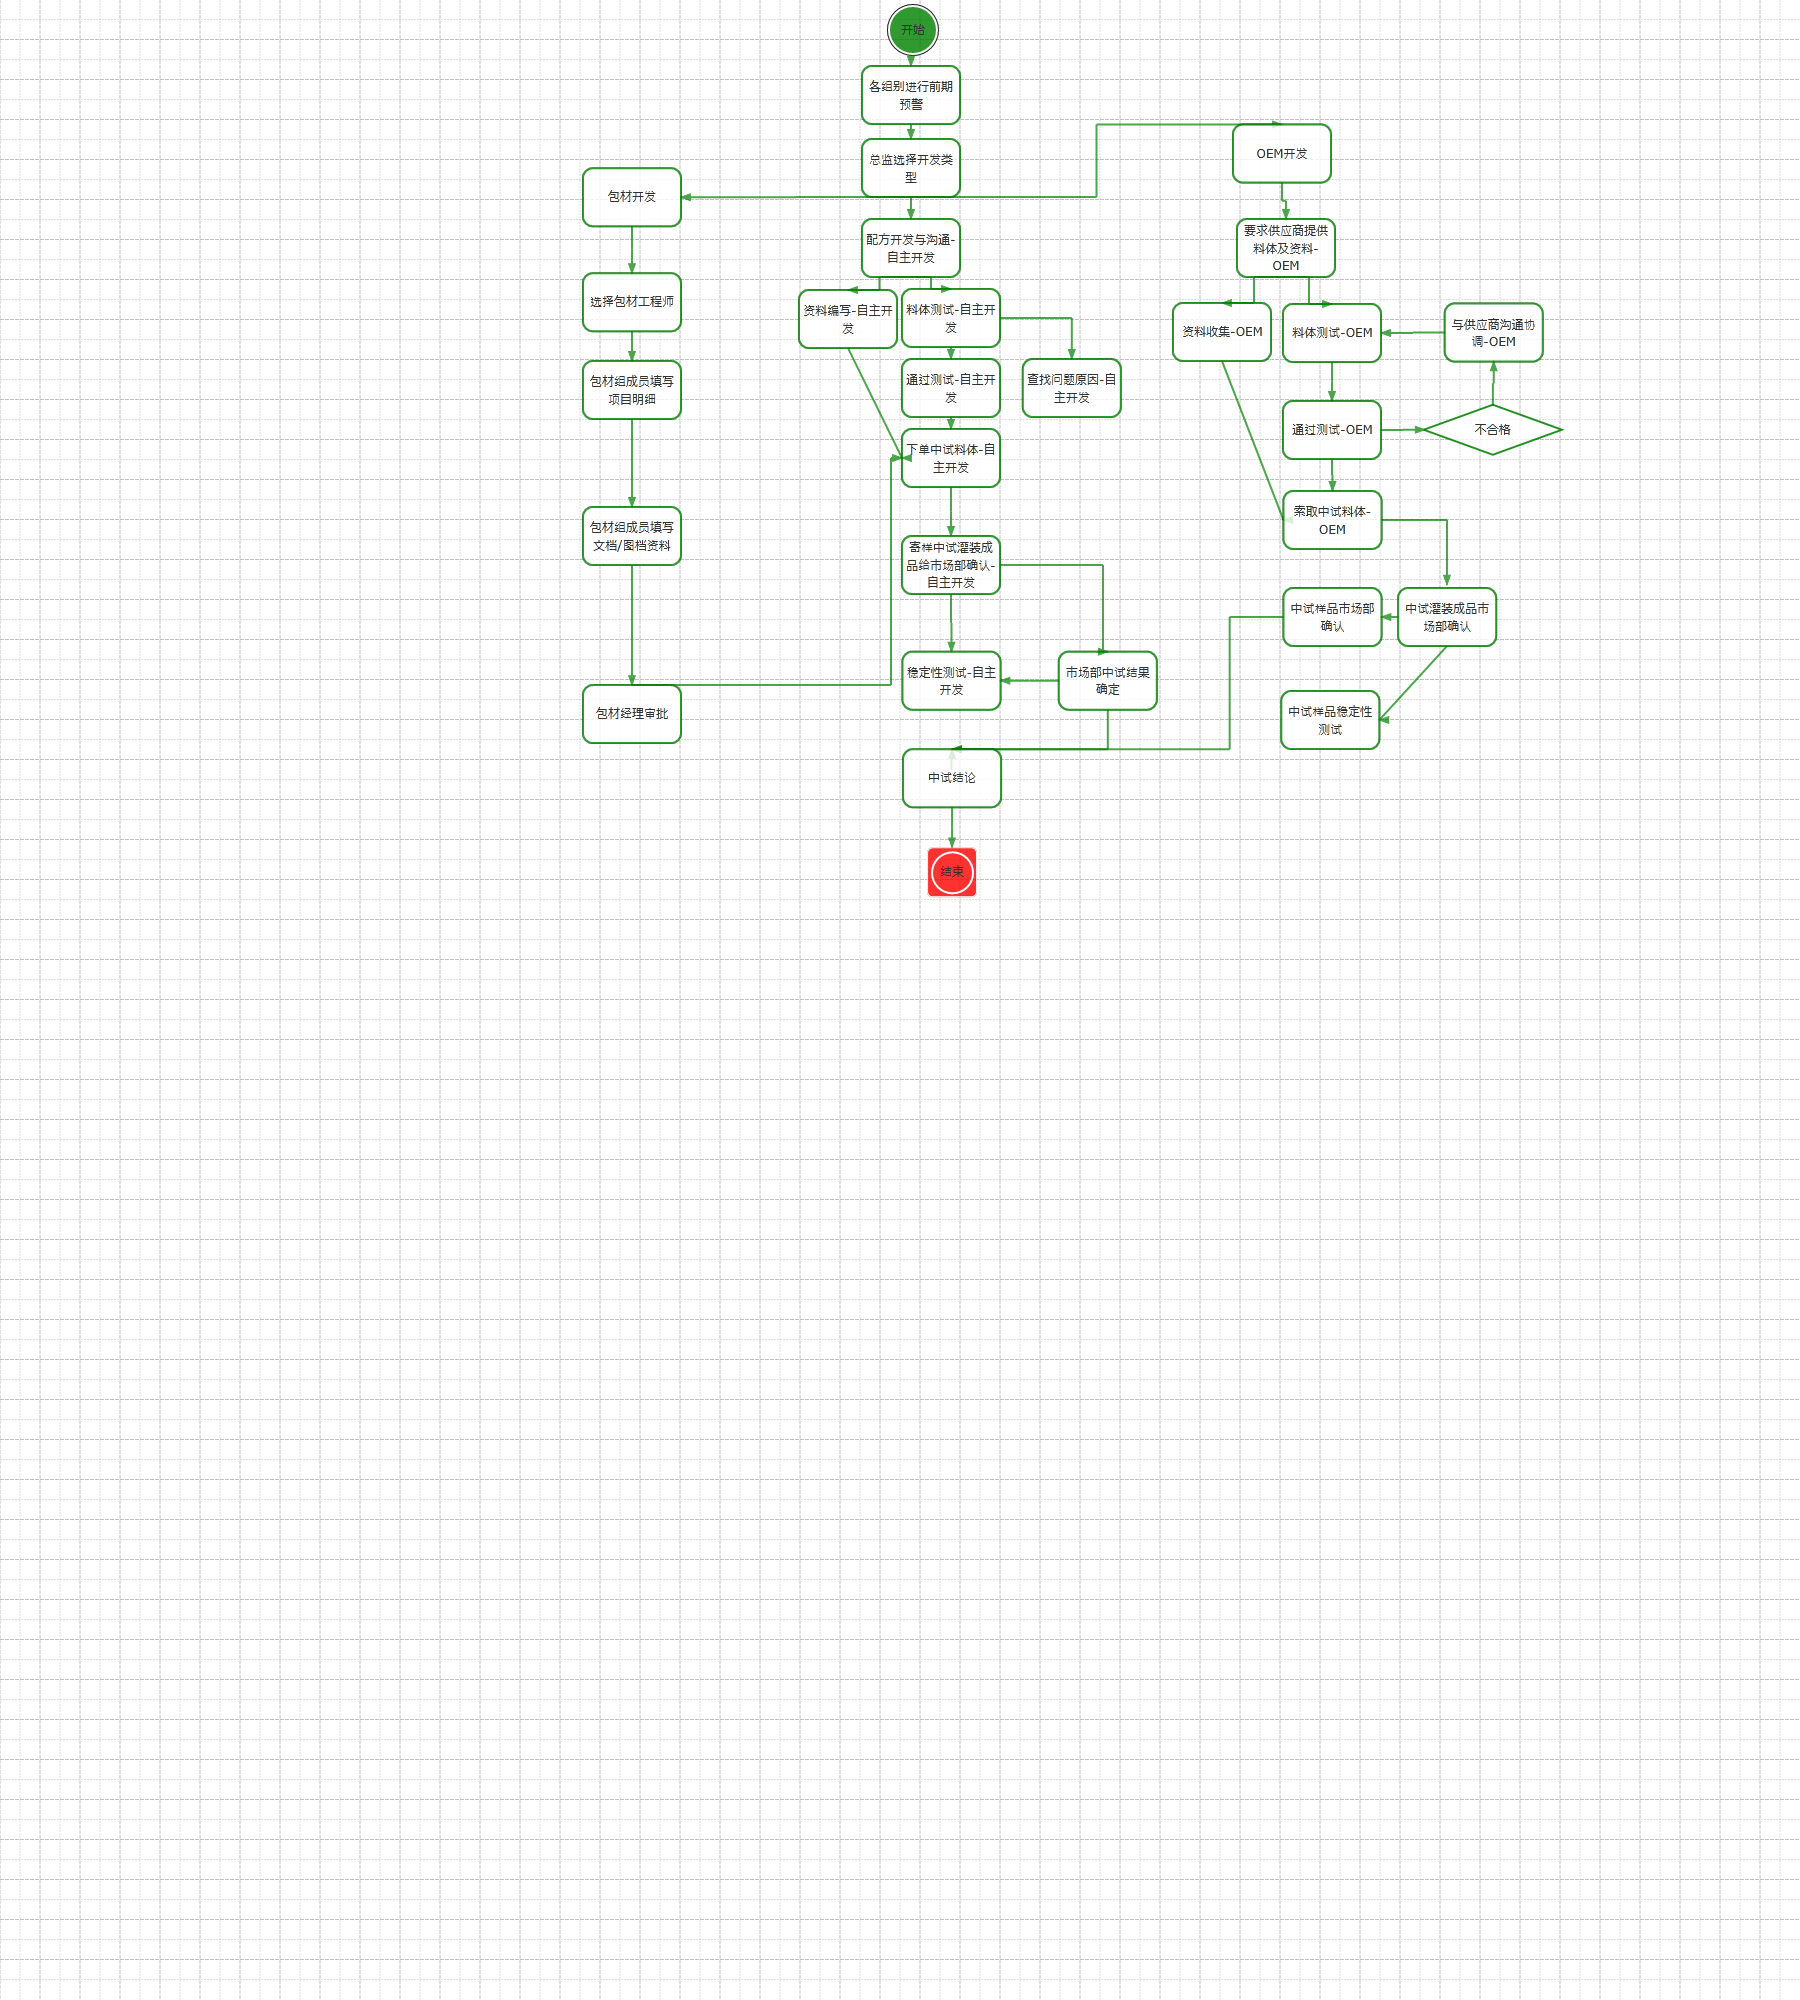 开始
各组别进行前期
预警
总监选择开发类
型
OEM开发
包材开发
配方开发与沟通-
自主开发
要求供应商提供
料体及资料-
OEM
选择包材工程师
资料编写-自主开
发
料体测试-自主开
发
资料收集-OEM
料体测试-OEM
与供应商沟通协
调-OEM
包材组成员填写
项目明细
通过测试-自主开
发
查找问题原因-自
主开发
通过测试-OEM
不合格
下单中试料体-自
主开发
索取中试料体-
OEM
包材组成员填写
文档/图档资料
寄样中试灌装成
品给市场部确认-
自主开发
中试样品市场部
确认
中试灌装成品市
场部确认
稳定性测试-自主
开发
市场部中试结果
确定
包材经理审批
中试样品稳定性
测试
中试结论
结束